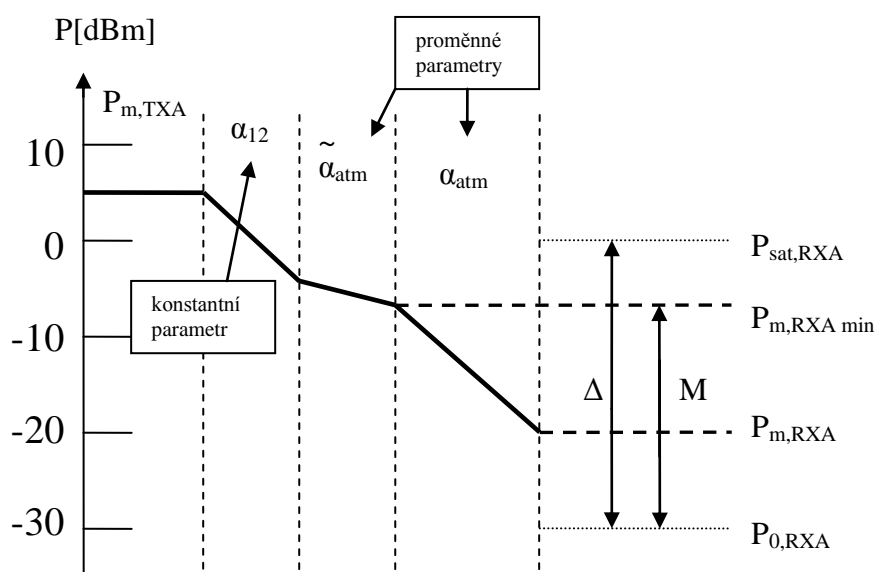 P[dBm]
proměnné
parametry
P_m,TXA
α_12
α̃_atm
α_atm
10
0
-10
-20
-30
konstantní
parametr
P_sat,RXA
P_m,RXA min
Δ
M
P_m,RXA
P_0,RXA